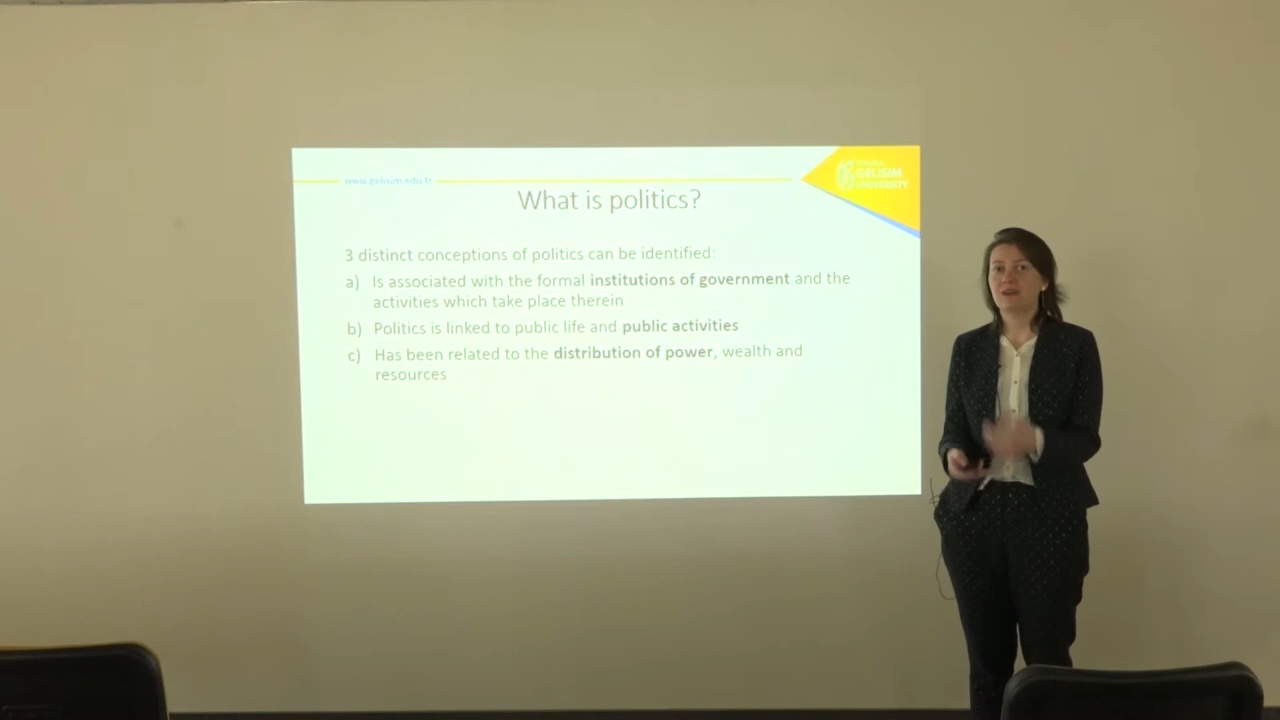 www.gelisim.edu.tr
GELISIM
UNIVERSITY
What is politics?
3 distinct conceptions of politics can be identified:
a) Is associated with the formal institutions of government and the
activities which take place therein
b) Politics is linked to public life and public activities
c) Has been related to the distribution of power, wealth and
resources